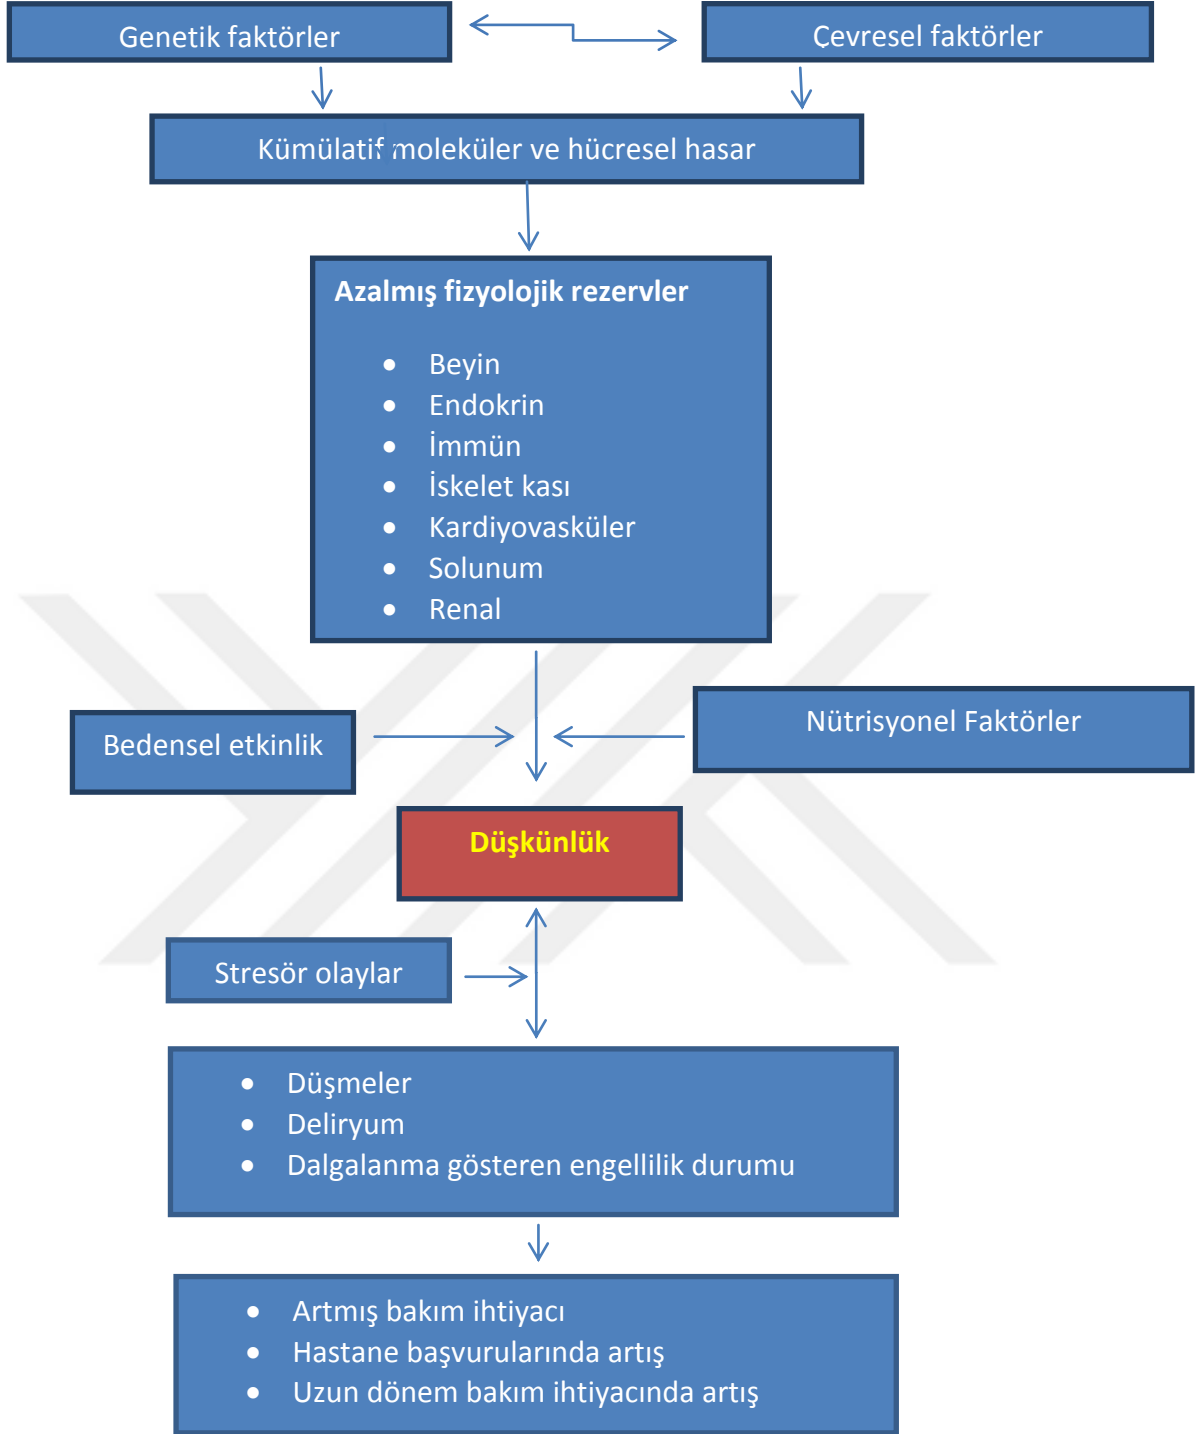 Genetik faktörler
Çevresel faktörler
Kümülatif moleküler ve hücresel hasar
Azalmış fizyolojik rezervler
• Beyin
• Endokrin
• İmmün
• İskelet kası
• Kardiyovasküler
• Solunum
• Renal
Bedensel etkinlik
Nütrisyonel Faktörler
Düşkünlük
Stresör olaylar
• Düşmeler
• Deliryum
• Dalgalanma gösteren engellilik durumu
• Artmış bakım ihtiyacı
• Hastane başvurularında artış
• Uzun dönem bakım ihtiyacında artış